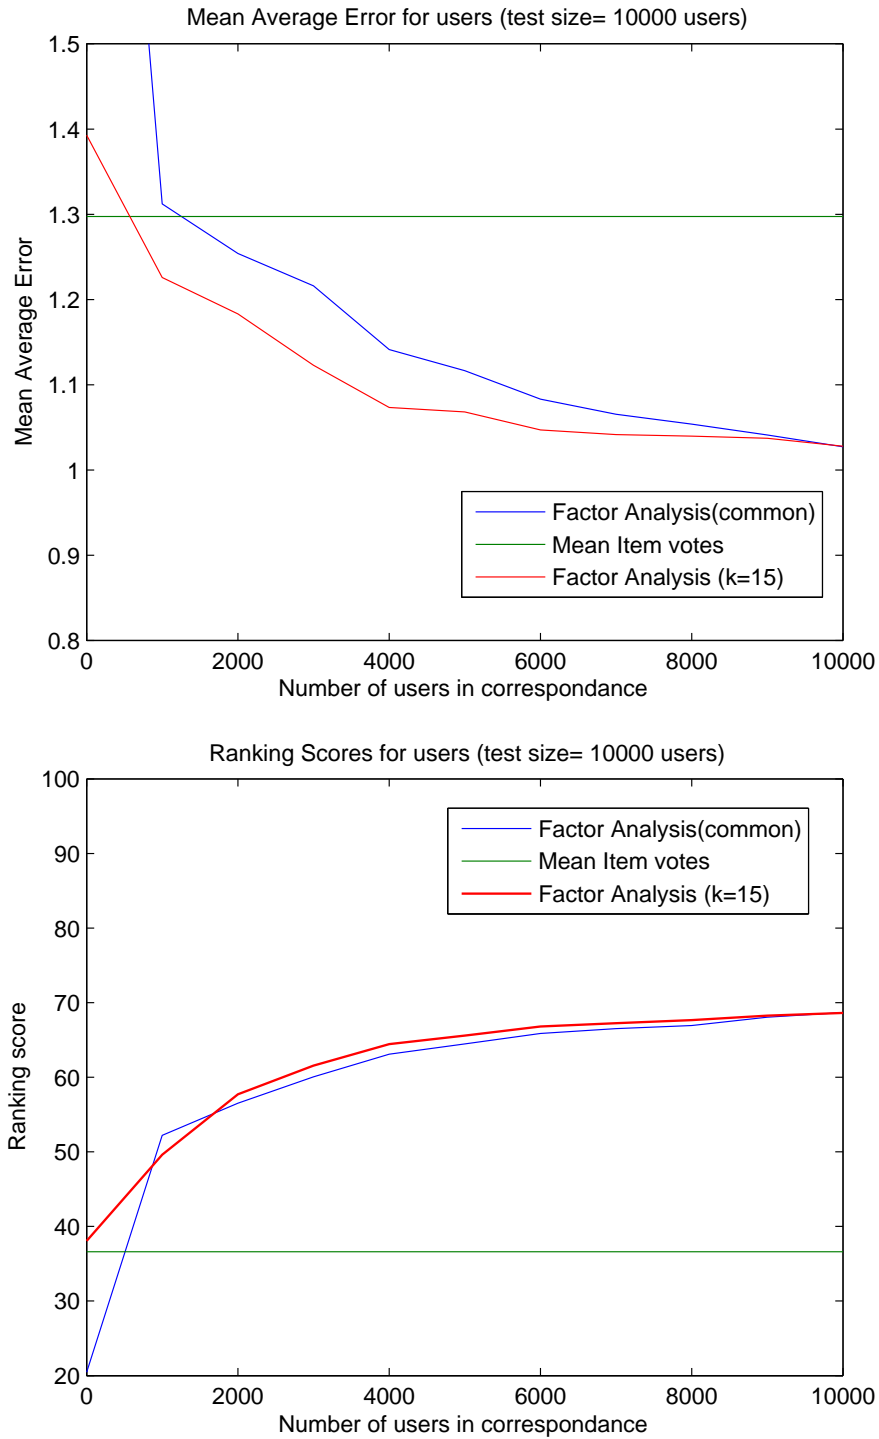 Mean Average Error for users (test size= 10000 users)
1.5
1.4
1.3
1.2
1.1
1
0.9
0.8
Mean Average Error
Factor Analysis(common)
Mean Item votes
Factor Analysis (k=15)
0 2000 4000 6000 8000 10000
Number of users in correspondance
Ranking Scores for users (test size= 10000 users)
100
90
80
70
60
50
40
30
20
Ranking score
Factor Analysis(common)
Mean Item votes
Factor Analysis (k=15)
0 2000 4000 6000 8000 10000
Number of users in correspondance